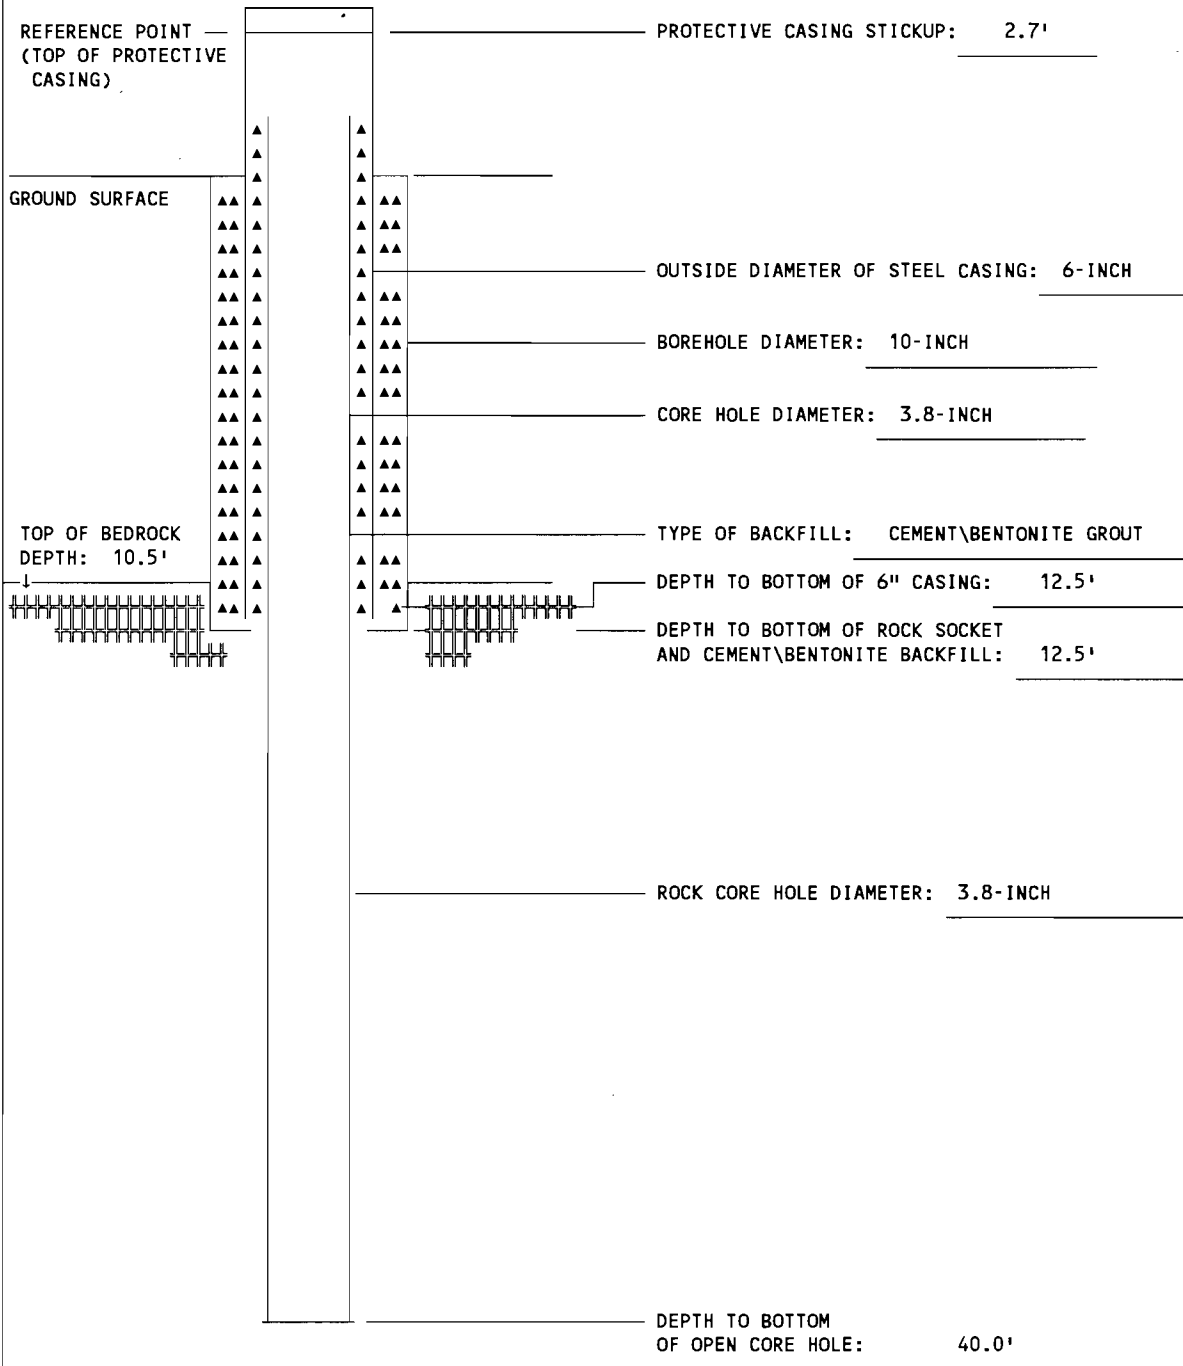 REFERENCE POINT
(TOP OF PROTECTIVE
CASING)
PROTECTIVE CASING STICKUP: 2.7'
GROUND SURFACE
OUTSIDE DIAMETER OF STEEL CASING: 6-INCH
BOREHOLE DIAMETER: 10-INCH
CORE HOLE DIAMETER: 3.8-INCH
TOP OF BEDROCK
DEPTH: 10.5'
TYPE OF BACKFILL: CEMENT\BENTONITE GROUT
DEPTH TO BOTTOM OF 6" CASING: 12.5'
DEPTH TO BOTTOM OF ROCK SOCKET
AND CEMENT\BENTONITE BACKFILL: 12.5'
ROCK CORE HOLE DIAMETER: 3.8-INCH
DEPTH TO BOTTOM
OF OPEN CORE HOLE: 40.0'